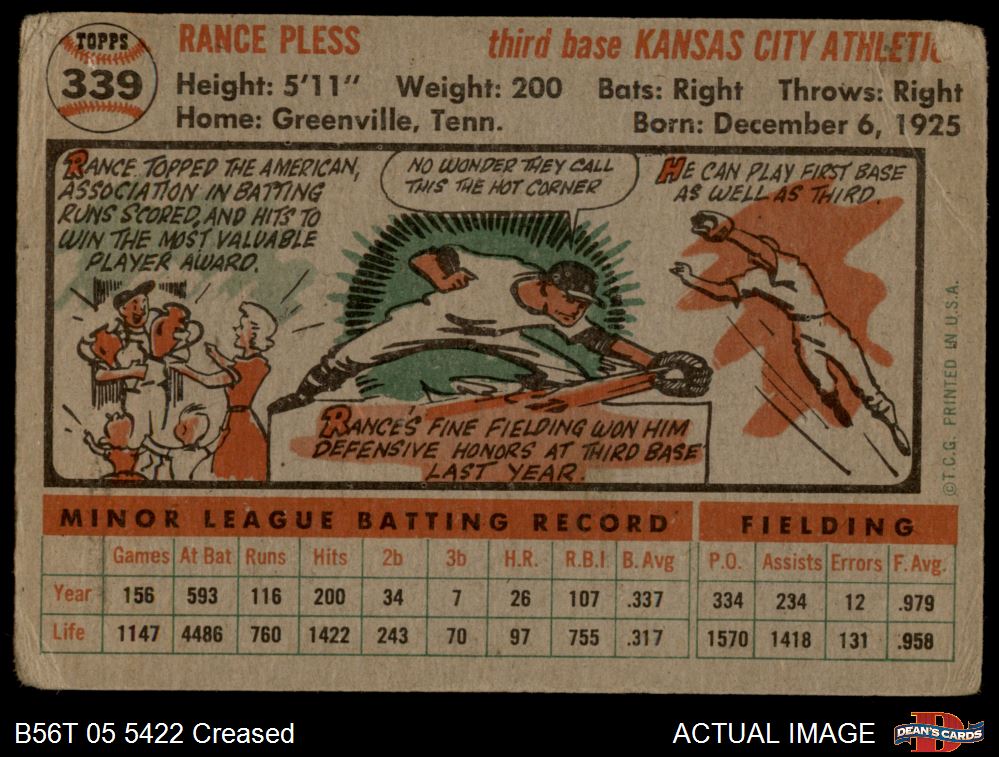 TOPPS
339
RANCE PLESS
third base KANSAS CITY ATHLETIC
Height: 5'11" Weight: 200 Bats: Right Throws: Right
Home: Greenville, Tenn. Born: December 6, 1925
RANCE TOPPED THE AMERICAN,
ASSOCIATION IN BATTING
RUNS SCORED, AND HITS TO
WIN THE MOST VALUABLE
PLAYER AWARD.
NO WONDER THEY CALL
THIS THE HOT CORNER
RANCE'S FINE FIELDING WON HIM
DEFENSIVE HONORS AT THIRD BASE
LAST YEAR.
HE CAN PLAY FIRST BASE
AS WELL AS THIRD.
©T.C.G. PRINTED IN U.S.A.
MINOR LEAGUE BATTING RECORD FIELDING
Games At Bat Runs Hits 2b 3b H.R. R.B.I. B. Avg P.O. Assists Errors F. Avg.
Year 156 593 116 200 34 7 26 107 .337 334 234 12 .979
Life 1147 4486 760 1422 243 70 97 755 .317 1570 1418 131 .958
B56T 05 5422 Creased
ACTUAL IMAGE
DEAN'S CARDS